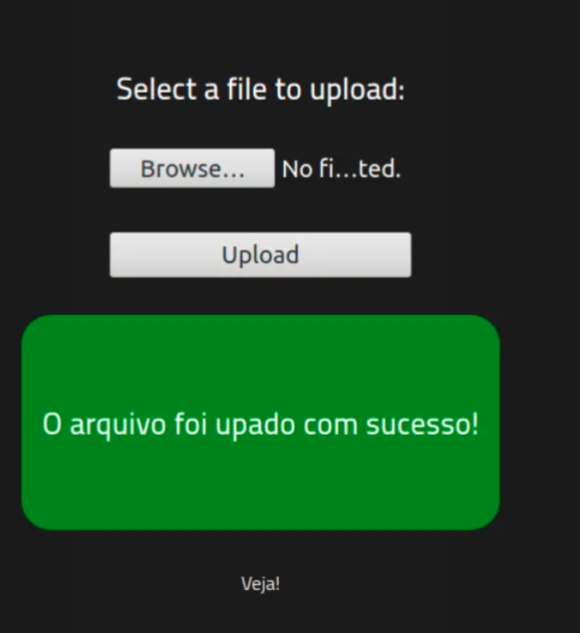 Select a file to upload:
Browse... No fi...ted.
Upload
O arquivo foi upado com sucesso!
Veja!